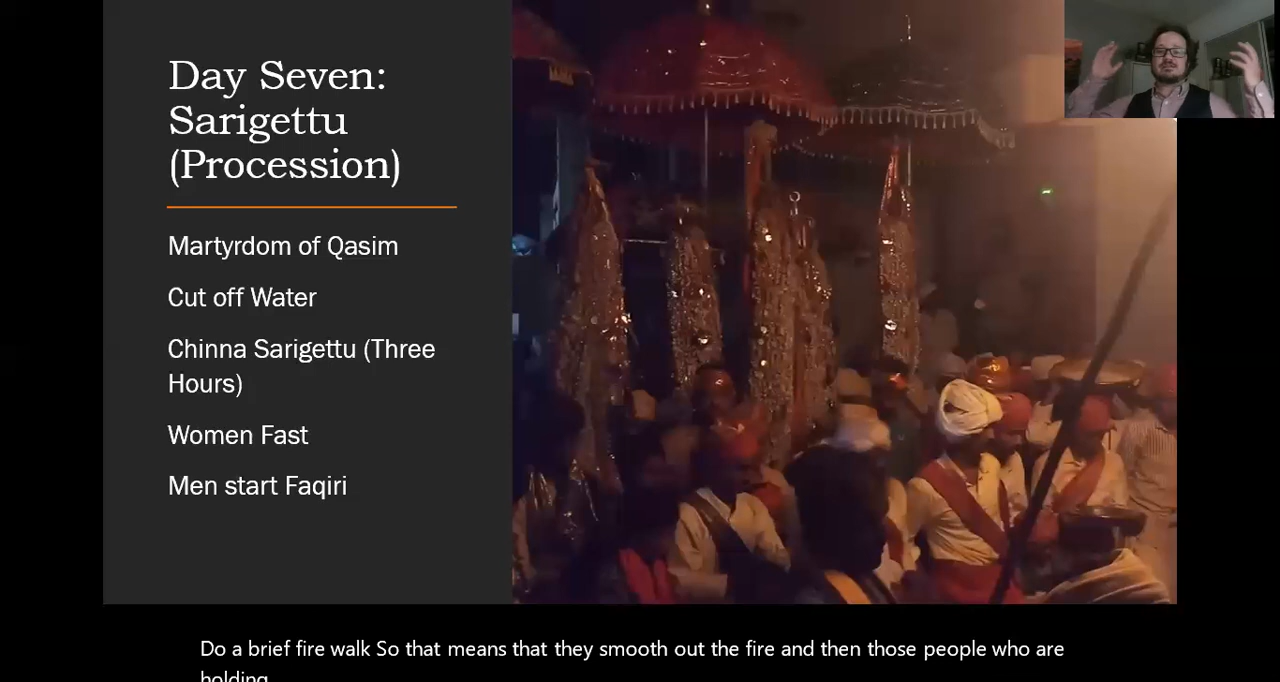 Day Seven:
Sarigettu
(Procession)
Martyrdom of Qasim
Cut off Water
Chinna Sarigettu (Three
Hours)
Women Fast
Men start Faqiri
Do a brief fire walk So that means that they smooth out the fire and then those people who are
holding